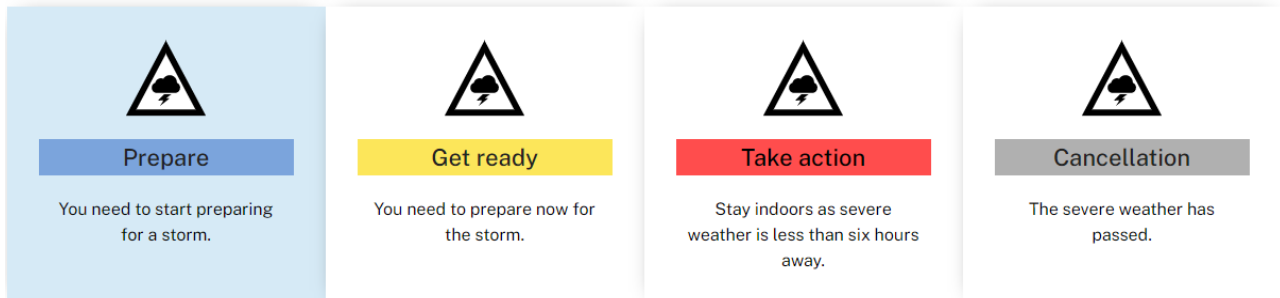 Prepare
You need to start preparing
for a storm.
Get ready
You need to prepare now for
the storm.
Take action
Stay indoors as severe
weather is less than six hours
away.
Cancellation
The severe weather has
passed.